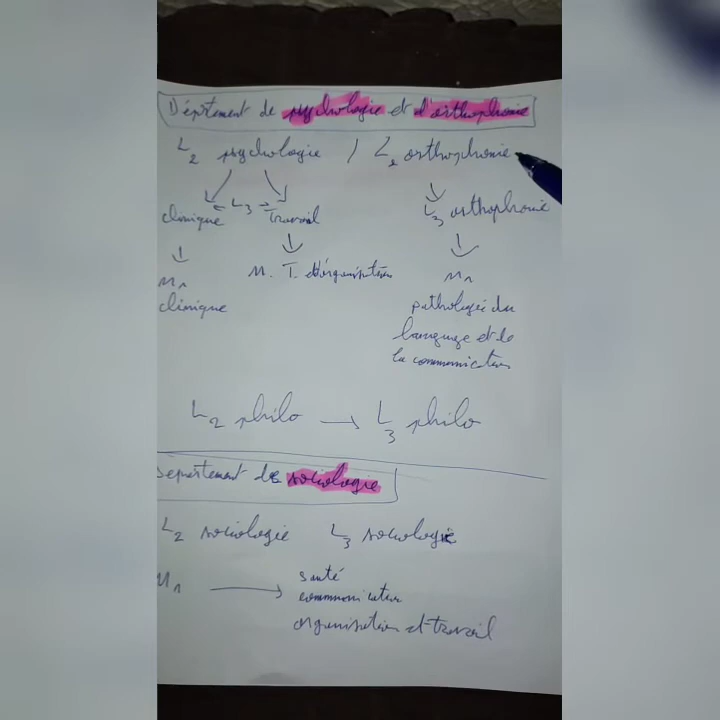 Département de psychologie et d'orthophonie
L2 psychologie / L2 orthophonie
clinique ← L3 → Travail
L3 orthophonie
M1 clinique
M. T. et d'organisation
M1
pathologie du
langage et de
la communication
L2 philo → L3 philo
Département de sociologie
L2 sociologie L3 sociologie
M1 → santé
communication
organisation et travail